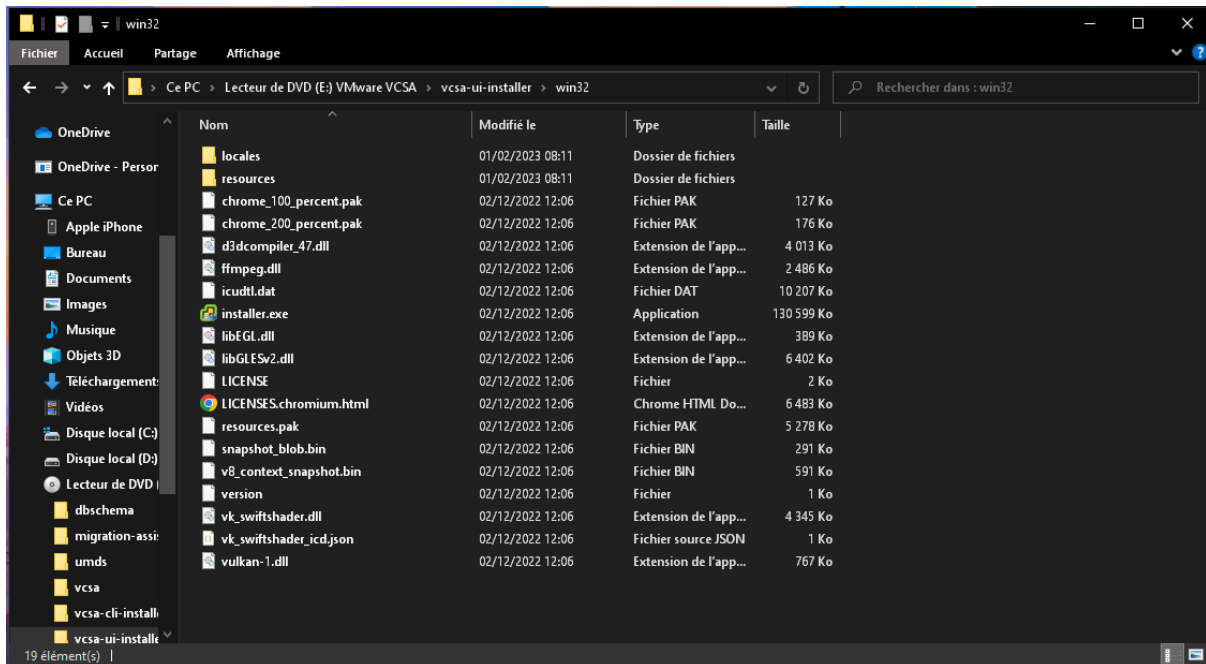 win32
Fichier Accueil Partage Affichage
Ce PC > Lecteur de DVD (E:) VMware VCSA > vcsa-ui-installer > win32
Rechercher dans : win32
OneDrive
OneDrive - Person
Ce PC
Apple iPhone
Bureau
Documents
Images
Musique
Objets 3D
Téléchargements
Vidéos
Disque local (C:)
Disque local (D:)
Lecteur de DVD (
dbschema
migration-assi
umds
vcsa
vcsa-cli-install
vcsa-ui-installe
Nom Modifié le Type Taille
locales 01/02/2023 08:11 Dossier de fichiers
resources 01/02/2023 08:11 Dossier de fichiers
chrome_100_percent.pak 02/12/2022 12:06 Fichier PAK 127 Ko
chrome_200_percent.pak 02/12/2022 12:06 Fichier PAK 176 Ko
d3dcompiler_47.dll 02/12/2022 12:06 Extension de l'app... 4 013 Ko
ffmpeg.dll 02/12/2022 12:06 Extension de l'app... 2 486 Ko
icudtl.dat 02/12/2022 12:06 Fichier DAT 10 207 Ko
installer.exe 02/12/2022 12:06 Application 130 599 Ko
libEGL.dll 02/12/2022 12:06 Extension de l'app... 389 Ko
libGLESv2.dll 02/12/2022 12:06 Extension de l'app... 6 402 Ko
LICENSE 02/12/2022 12:06 Fichier 2 Ko
LICENSES.chromium.html 02/12/2022 12:06 Chrome HTML Do... 6 483 Ko
resources.pak 02/12/2022 12:06 Fichier PAK 5 278 Ko
snapshot_blob.bin 02/12/2022 12:06 Fichier BIN 291 Ko
v8_context_snapshot.bin 02/12/2022 12:06 Fichier BIN 591 Ko
version 02/12/2022 12:06 Fichier 1 Ko
vk_swiftshader.dll 02/12/2022 12:06 Extension de l'app... 4 345 Ko
vk_swiftshader_icd.json 02/12/2022 12:06 Fichier source JSON 1 Ko
vulkan-1.dll 02/12/2022 12:06 Extension de l'app... 767 Ko
19 élément(s)